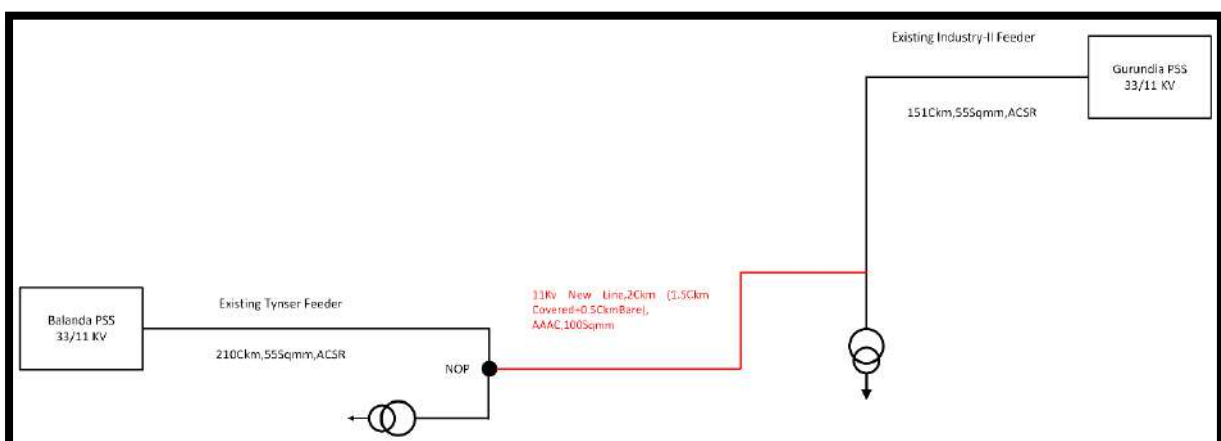 Existing Industry-II Feeder
Gurundia PSS
33/11 KV
151Ckm,55Sqmm,ACSR
Existing Tynser Feeder
Balanda PSS
33/11 KV
210Ckm,55Sqmm,ACSR
11Kv New Line,2Ckm (1.5Ckm
Covered+0.5CkmBare),
AAAC,100Sqmm
NOP